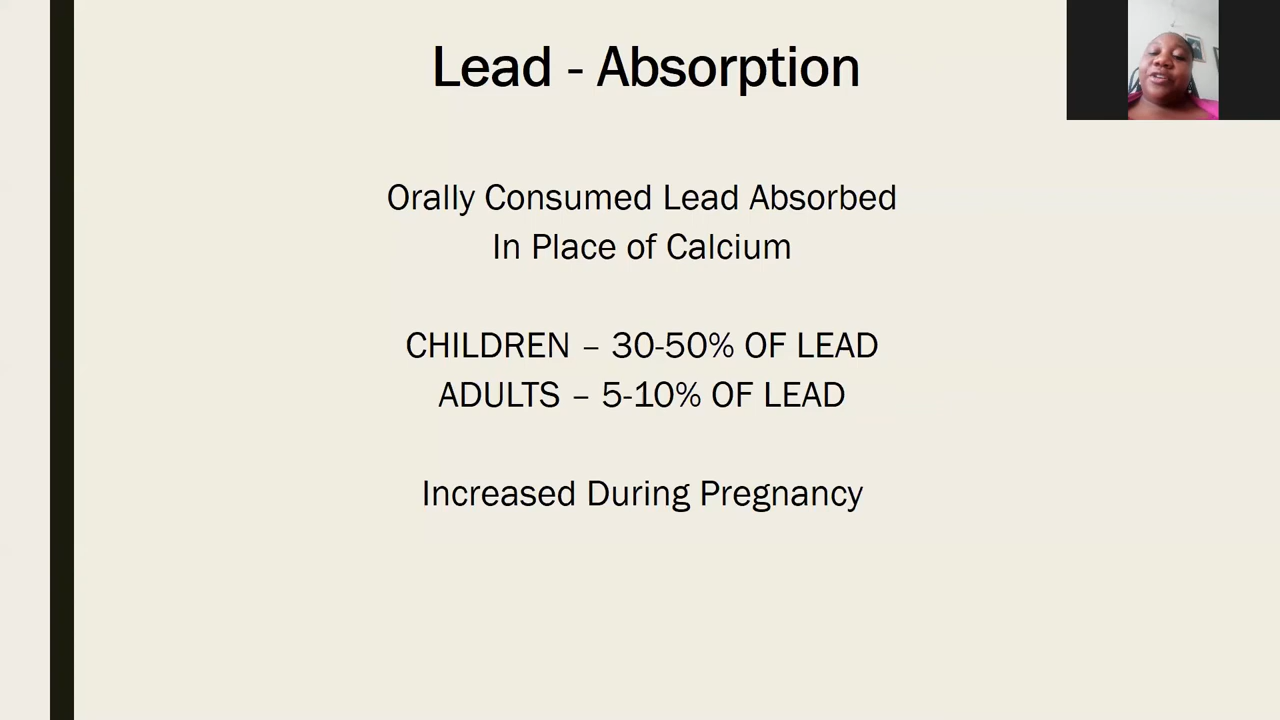 Lead - Absorption
Orally Consumed Lead Absorbed
In Place of Calcium
CHILDREN – 30-50% OF LEAD
ADULTS – 5-10% OF LEAD
Increased During Pregnancy